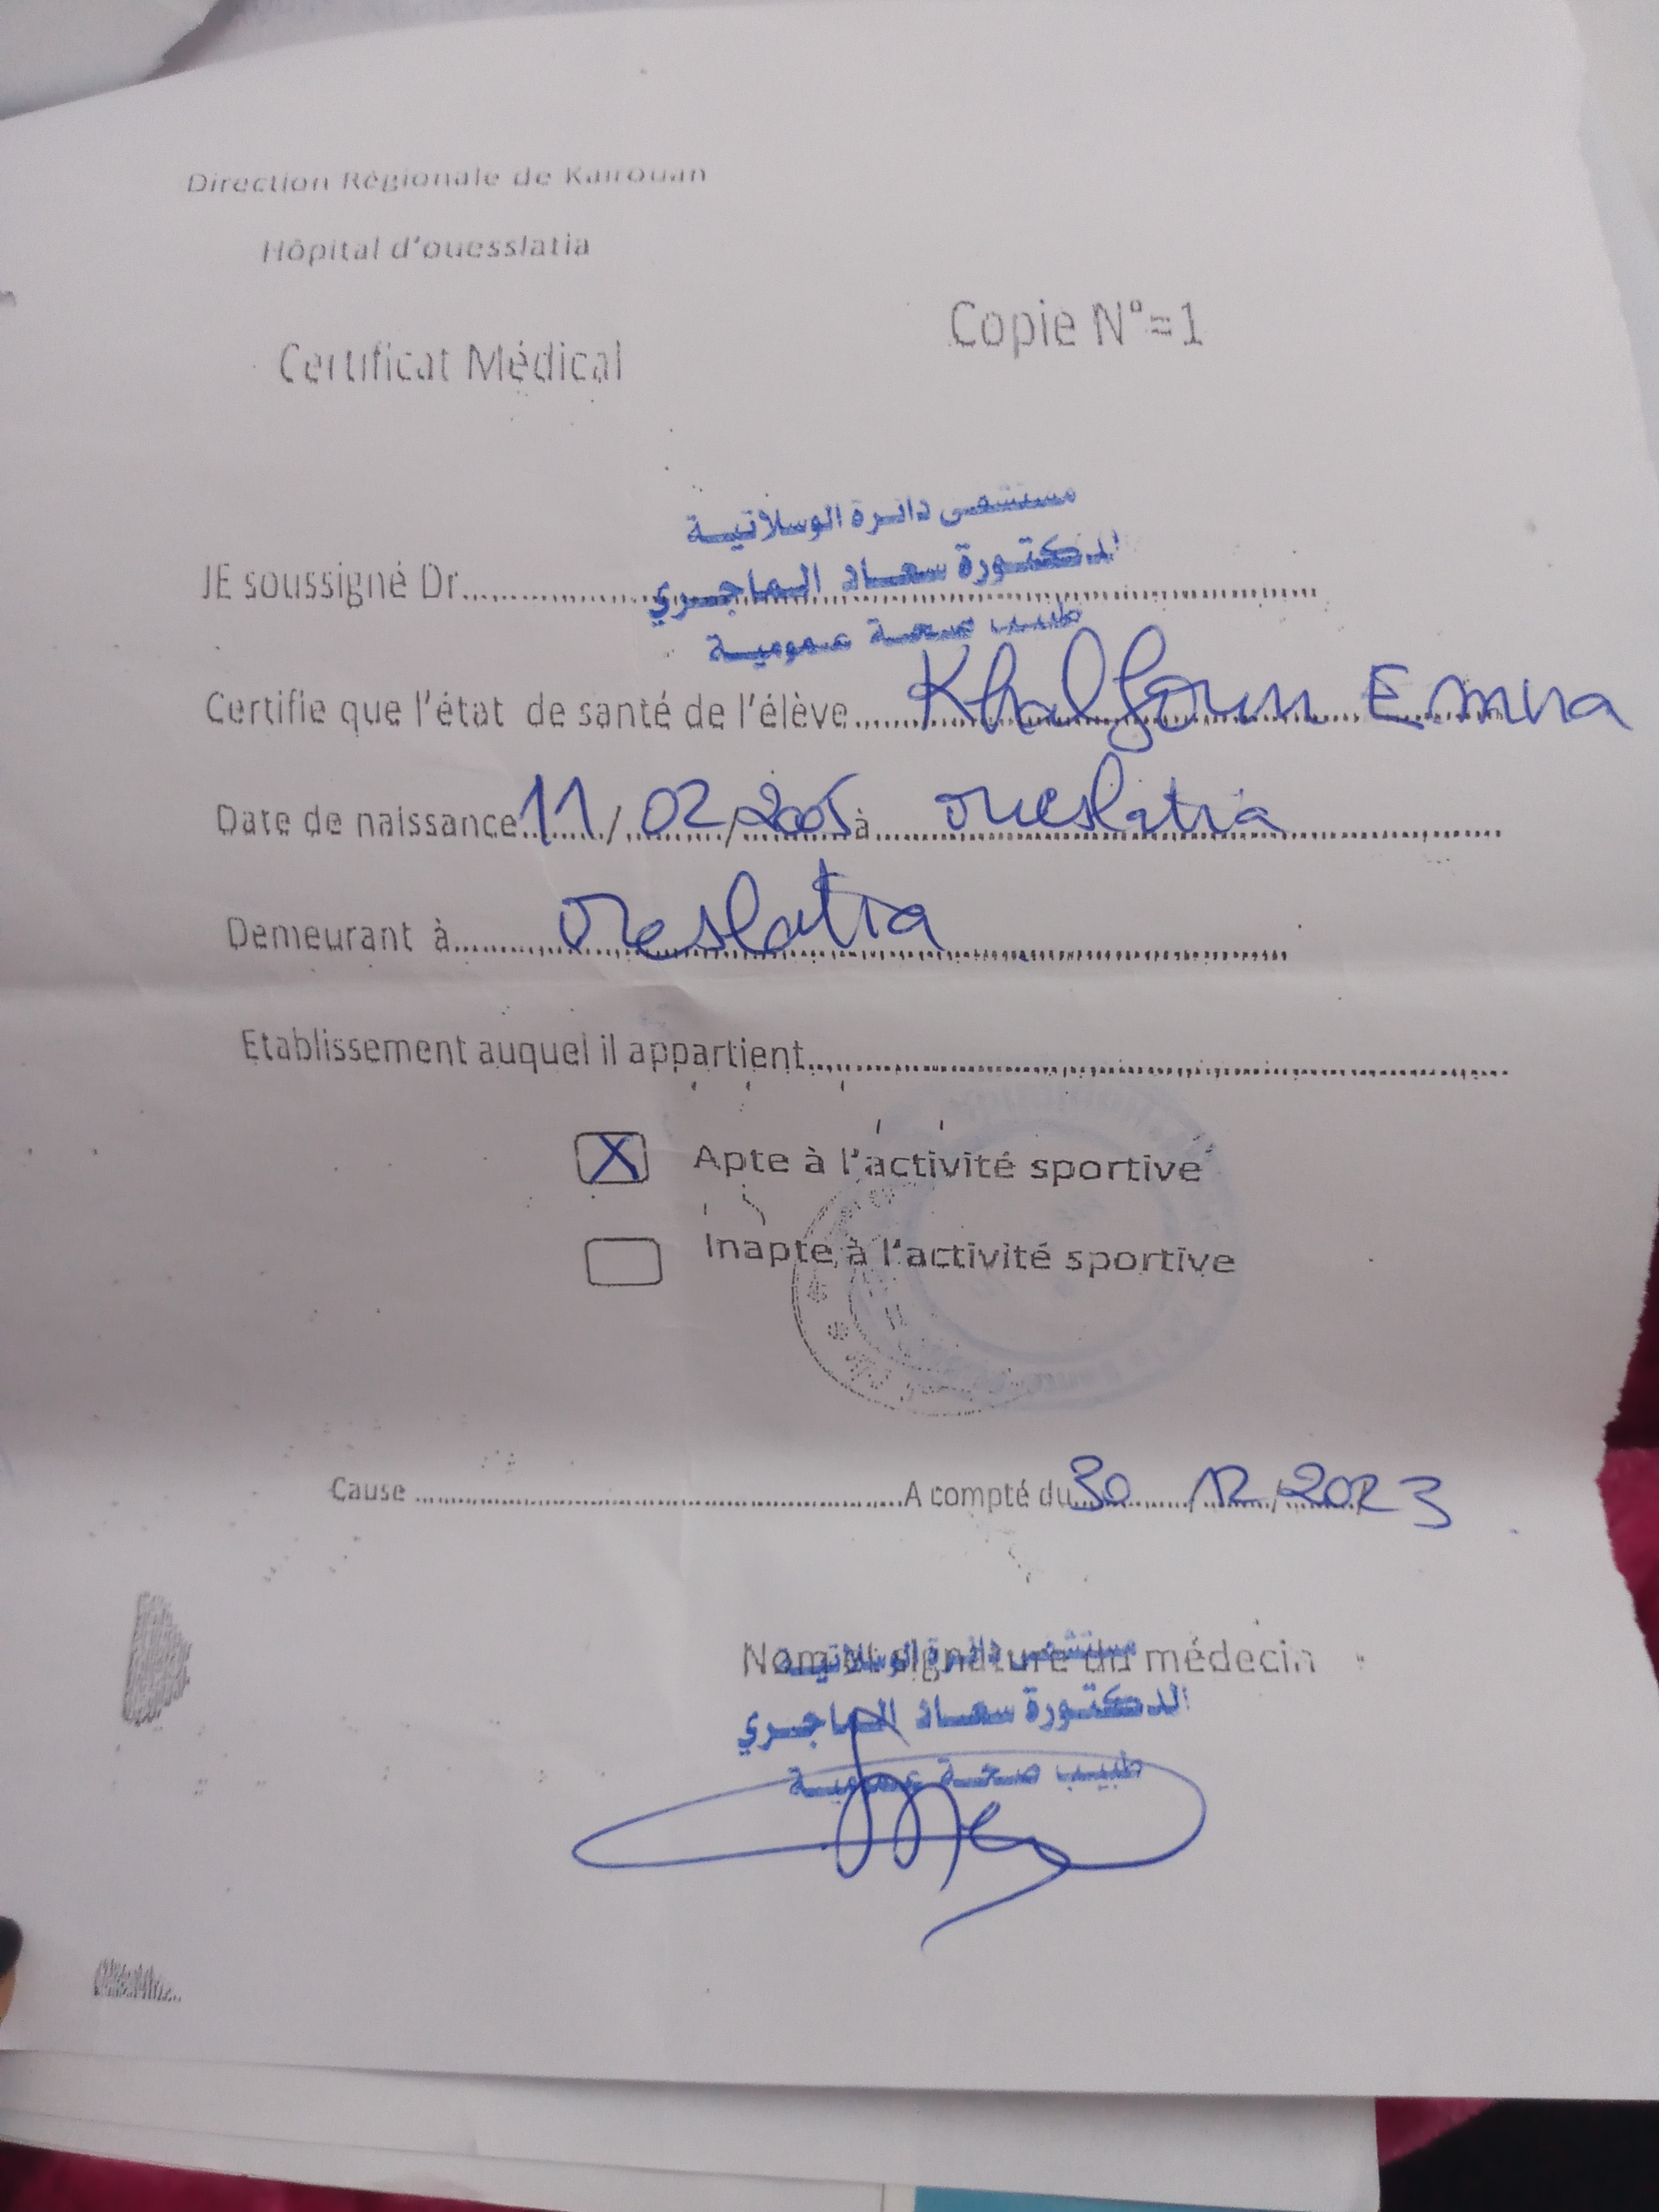 Direction Régionale de Kairouan
Hôpital d'ouesslatia
Copie N°=1
Certificat Médical
مستشفى دائرة الوسلاتية
JE soussigné Dr.......... الدكتورة سعاد الماجري
طبيب صحة عمومية
Certifie que l'état de santé de l'élève..... Khalfoun Emna
Date de naissance 11/02/2005 à oueslatia
Demeurant à..... oueslatia
Etablissement auquel il appartient..........
X Apte à l'activité sportive
Inapte à l'activité sportive
Cause .......... A compté du 30 12/2023
Nom et signature du médecin
مستشفى دائرة الوسلاتية
الدكتورة سعاد الماجري
طبيب صحة عمومية